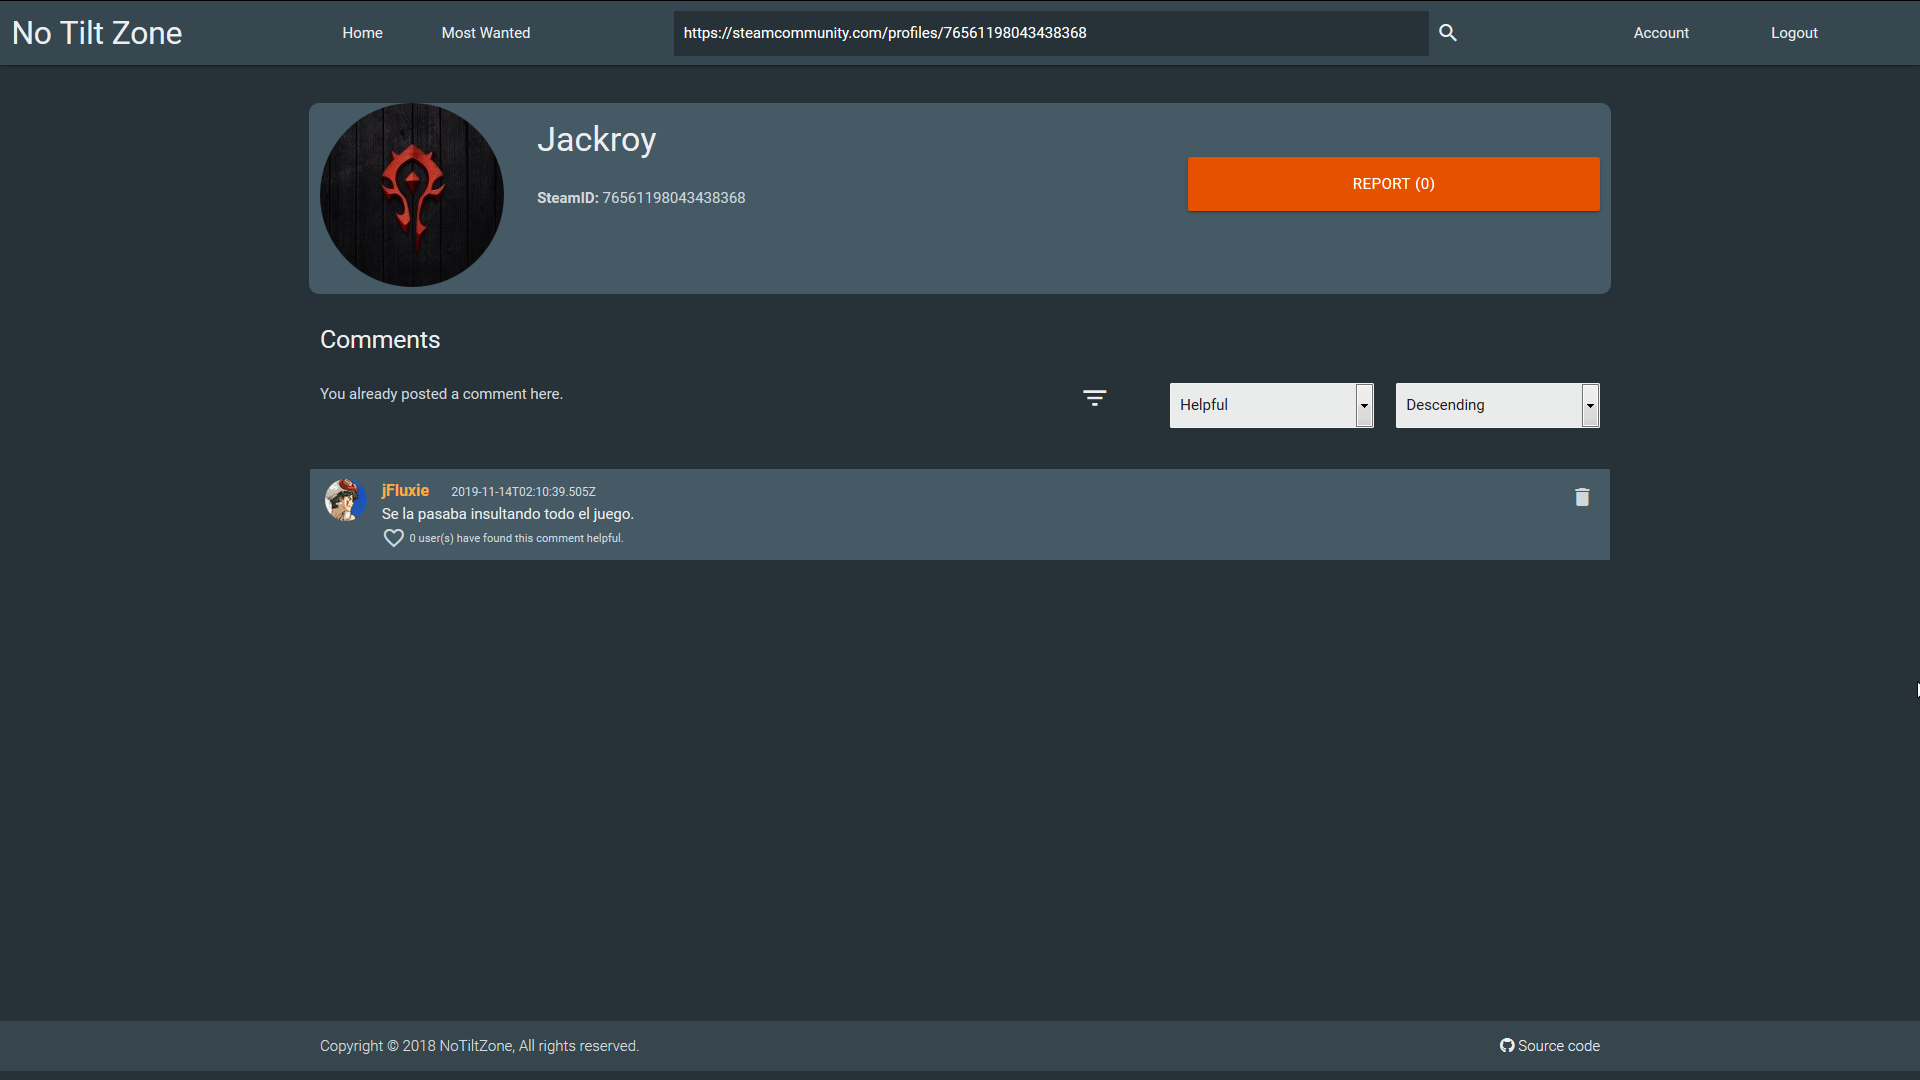 No Tilt Zone
Home
Most Wanted
https://steamcommunity.com/profiles/76561198043438368
Account
Logout
Jackroy
SteamID: 76561198043438368
REPORT (0)
Comments
You already posted a comment here.
Helpful
Descending
jFluxie 2019-11-14T02:10:39.505Z
Se la pasaba insultando todo el juego.
0 user(s) have found this comment helpful.
Copyright © 2018 NoTiltZone, All rights reserved.
Source code